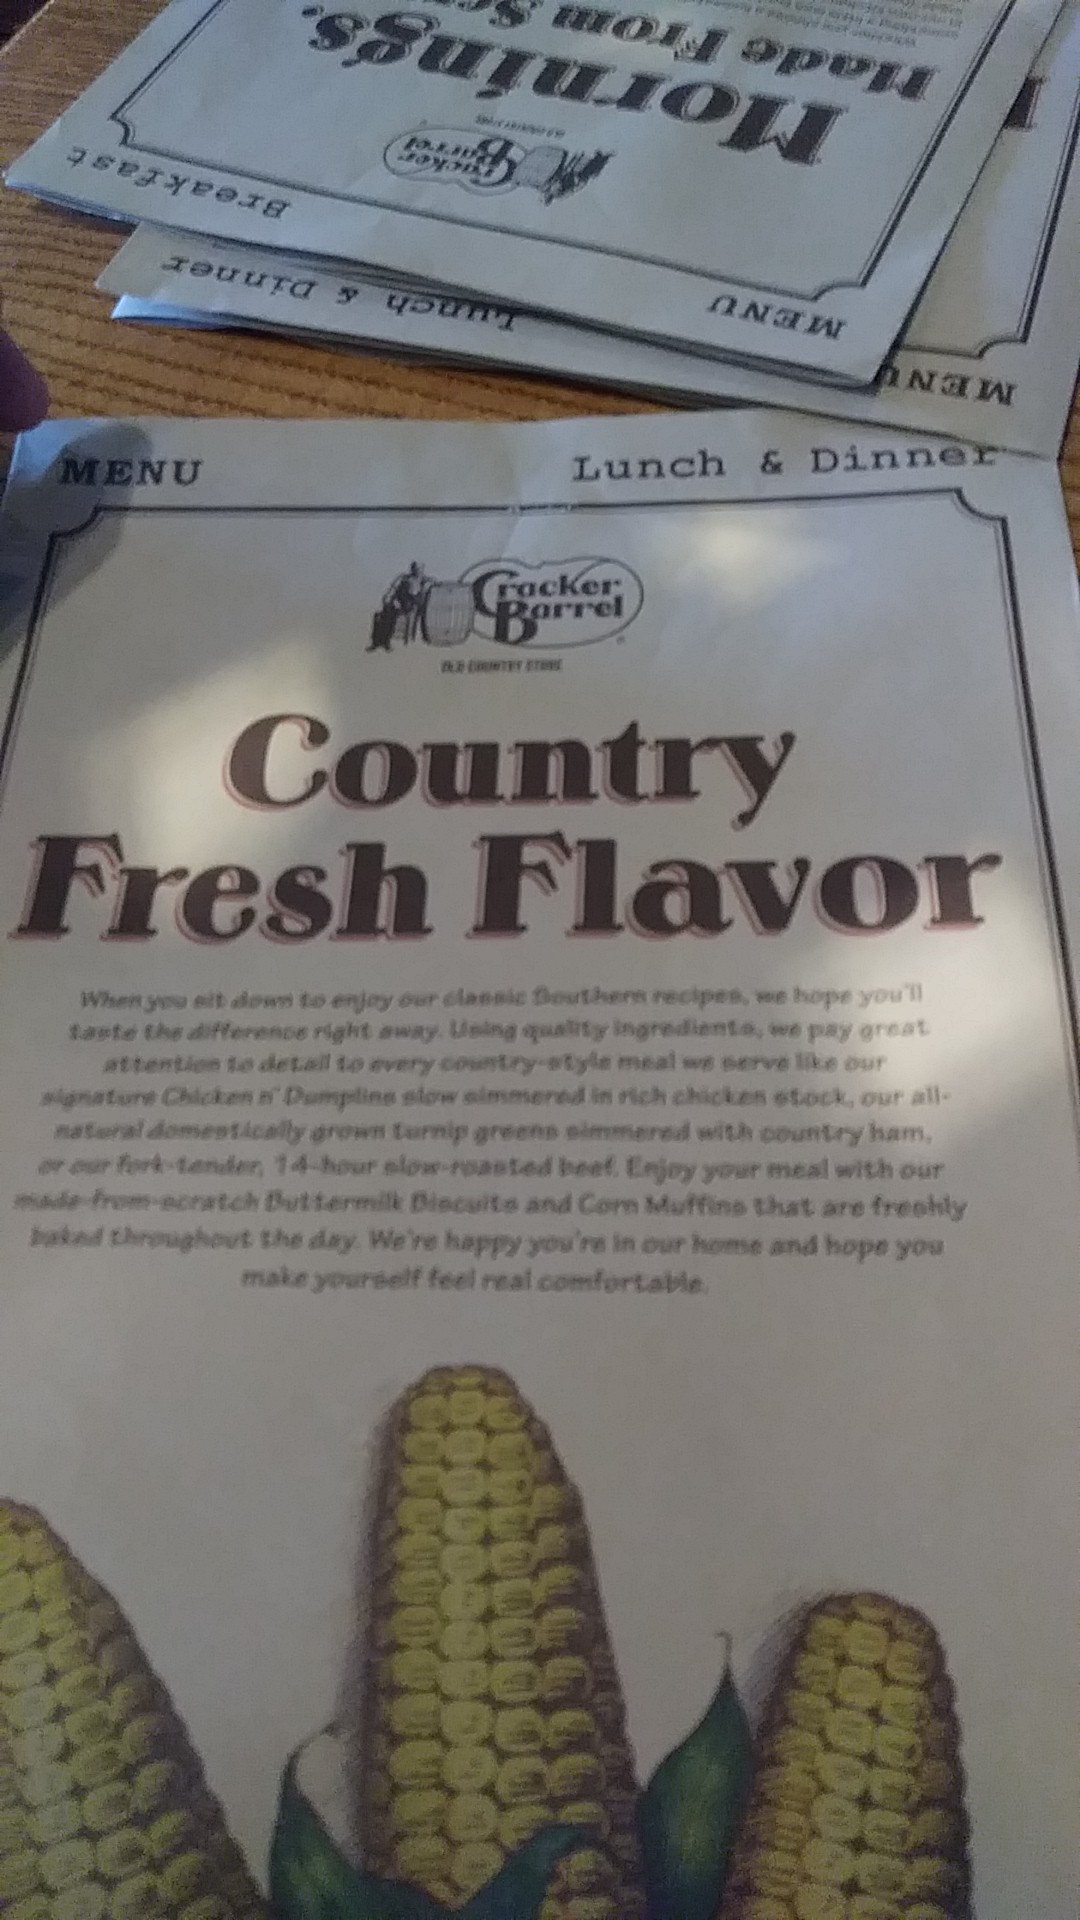 Made From
Mornings.
Cracker
Barrel
Breakfast
MENU
Lunch & Dinner
MENU
MENU
Lunch & Dinner
Cracker
Barrel
OLD COUNTRY STORE
Country
Fresh Flavor
When you sit down to enjoy our classic Southern recipes, we hope you'll
taste the difference right away. Using quality ingredients, we pay great
attention to detail to every country-style meal we serve like our
signature Chicken n' Dumplins slow simmered in rich chicken stock, our all-
natural domestically grown turnip greens simmered with country ham,
or our fork-tender, 14-hour slow-roasted beef. Enjoy your meal with our
made-from-scratch Buttermilk Biscuits and Corn Muffins that are freshly
baked throughout the day. We're happy you're in our home and hope you
make yourself feel real comfortable.